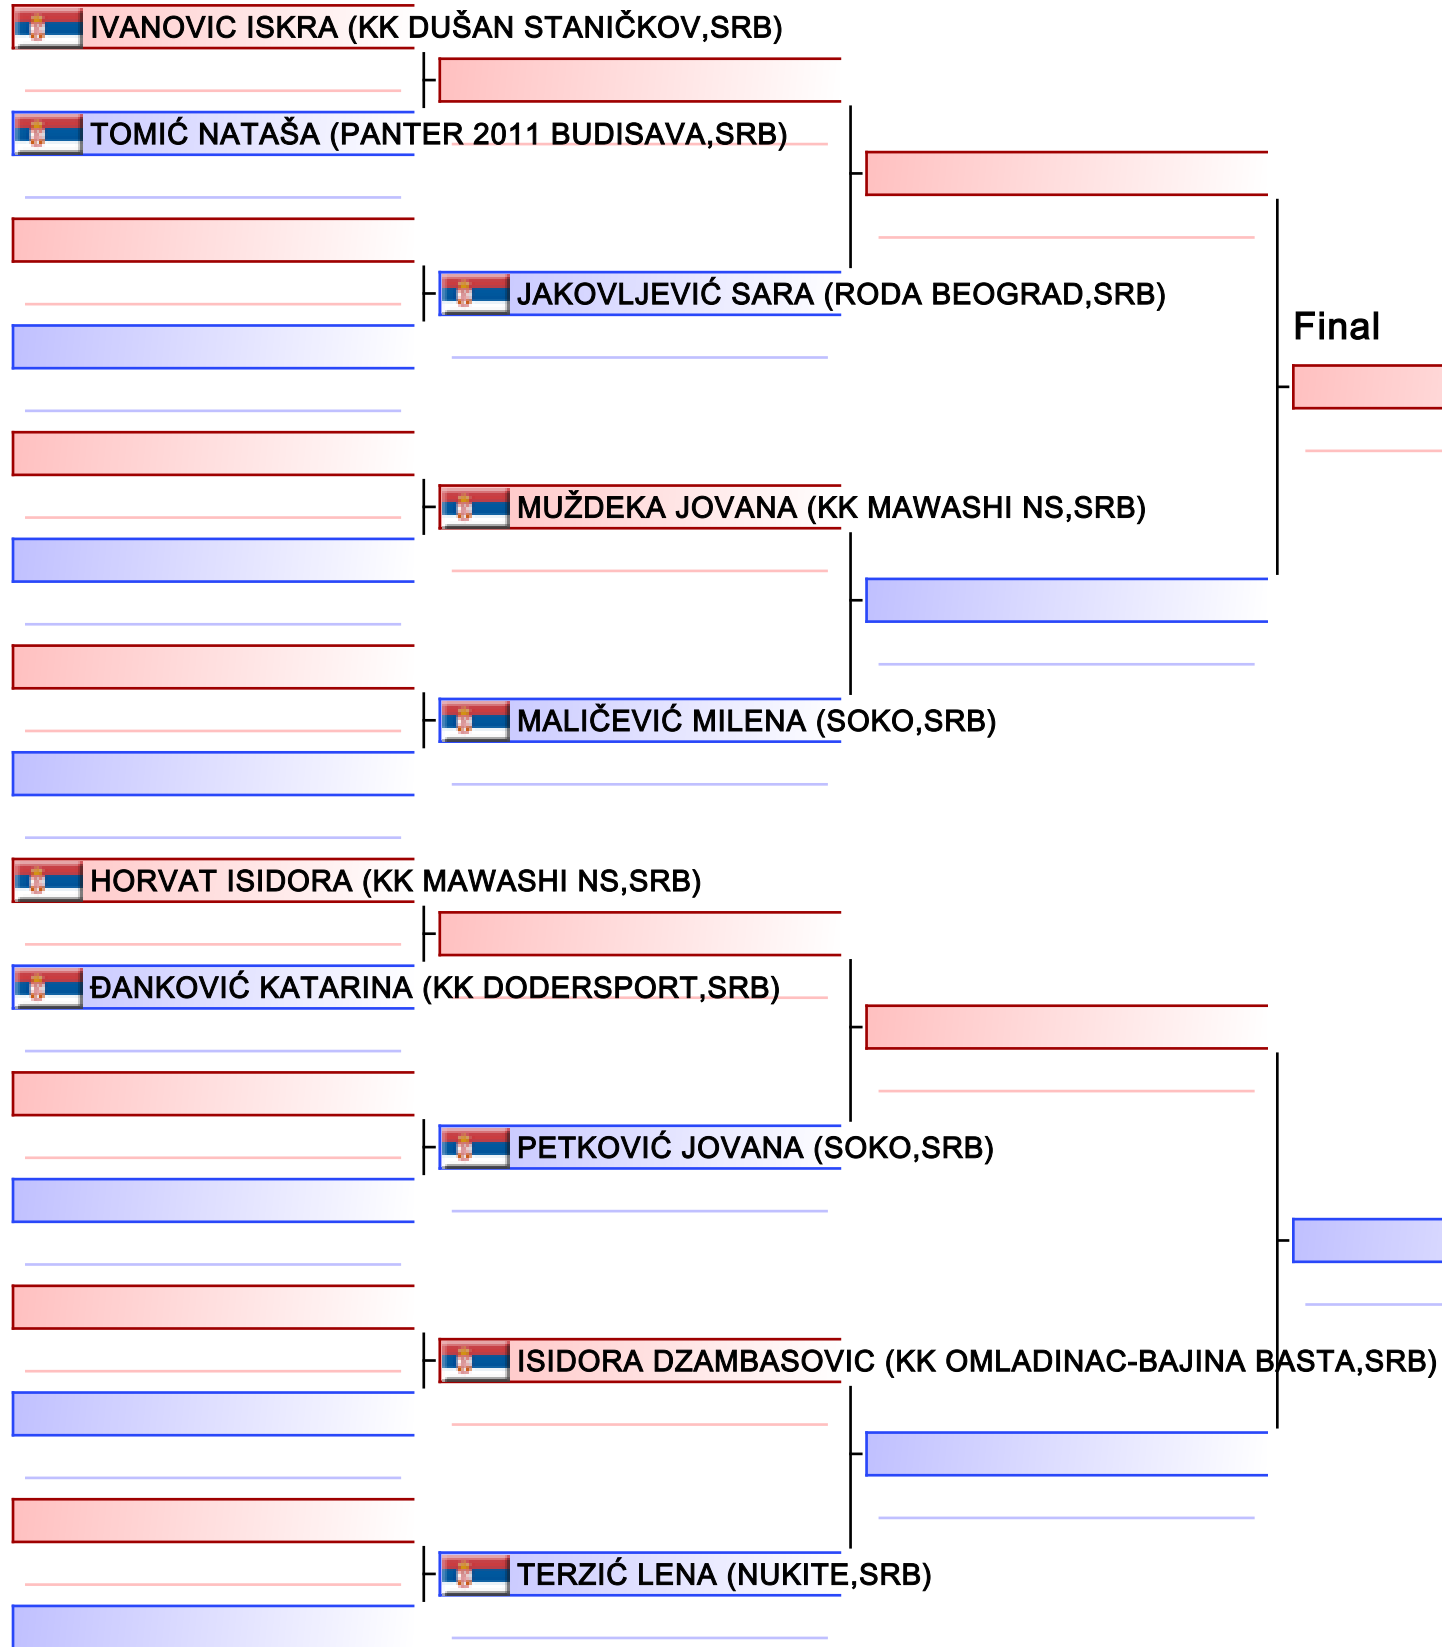 IVANOVIC ISKRA (KK DUŠAN STANIČKOV,SRB)
TOMIĆ NATAŠA (PANTER 2011 BUDISAVA,SRB)
JAKOVLJEVIĆ SARA (RODA BEOGRAD,SRB)
Final
MUŽDEKA JOVANA (KK MAWASHI NS,SRB)
MALIČEVIĆ MILENA (SOKO,SRB)
HORVAT ISIDORA (KK MAWASHI NS,SRB)
ĐANKOVIĆ KATARINA (KK DODERSPORT,SRB)
PETKOVIĆ JOVANA (SOKO,SRB)
ISIDORA DZAMBASOVIC (KK OMLADINAC-BAJINA BASTA,SRB)
TERZIĆ LENA (NUKITE,SRB)